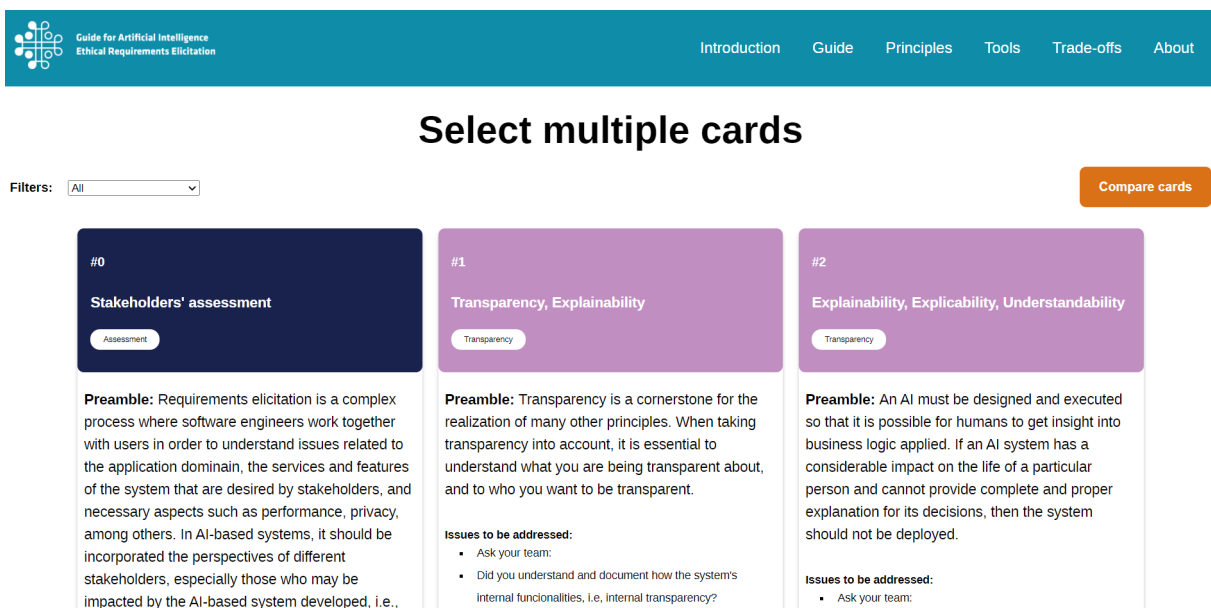 Guide for Artificial Intelligence
Ethical Requirements Elicitation
Introduction Guide Principles Tools Trade-offs About
Select multiple cards
Filters: All
Compare cards
#0
Stakeholders' assessment
Assessment
Preamble: Requirements elicitation is a complex
process where software engineers work together
with users in order to understand issues related to
the application dominain, the services and features
of the system that are desired by stakeholders, and
necessary aspects such as performance, privacy,
among others. In AI-based systems, it should be
incorporated the perspectives of different
stakeholders, especially those who may be
impacted by the AI-based system developed, i.e.,
#1
Transparency, Explainability
Transparency
Preamble: Transparency is a cornerstone for the
realization of many other principles. When taking
transparency into account, it is essential to
understand what you are being transparent about,
and to who you want to be transparent.
Issues to be addressed:
Ask your team:
Did you understand and document how the system's
internal funcionalities, i.e, internal transparency?
#2
Explainability, Explicability, Understandability
Transparency
Preamble: An AI must be designed and executed
so that it is possible for humans to get insight into
business logic applied. If an AI system has a
considerable impact on the life of a particular
person and cannot provide complete and proper
explanation for its decisions, then the system
should not be deployed.
Issues to be addressed:
Ask your team: